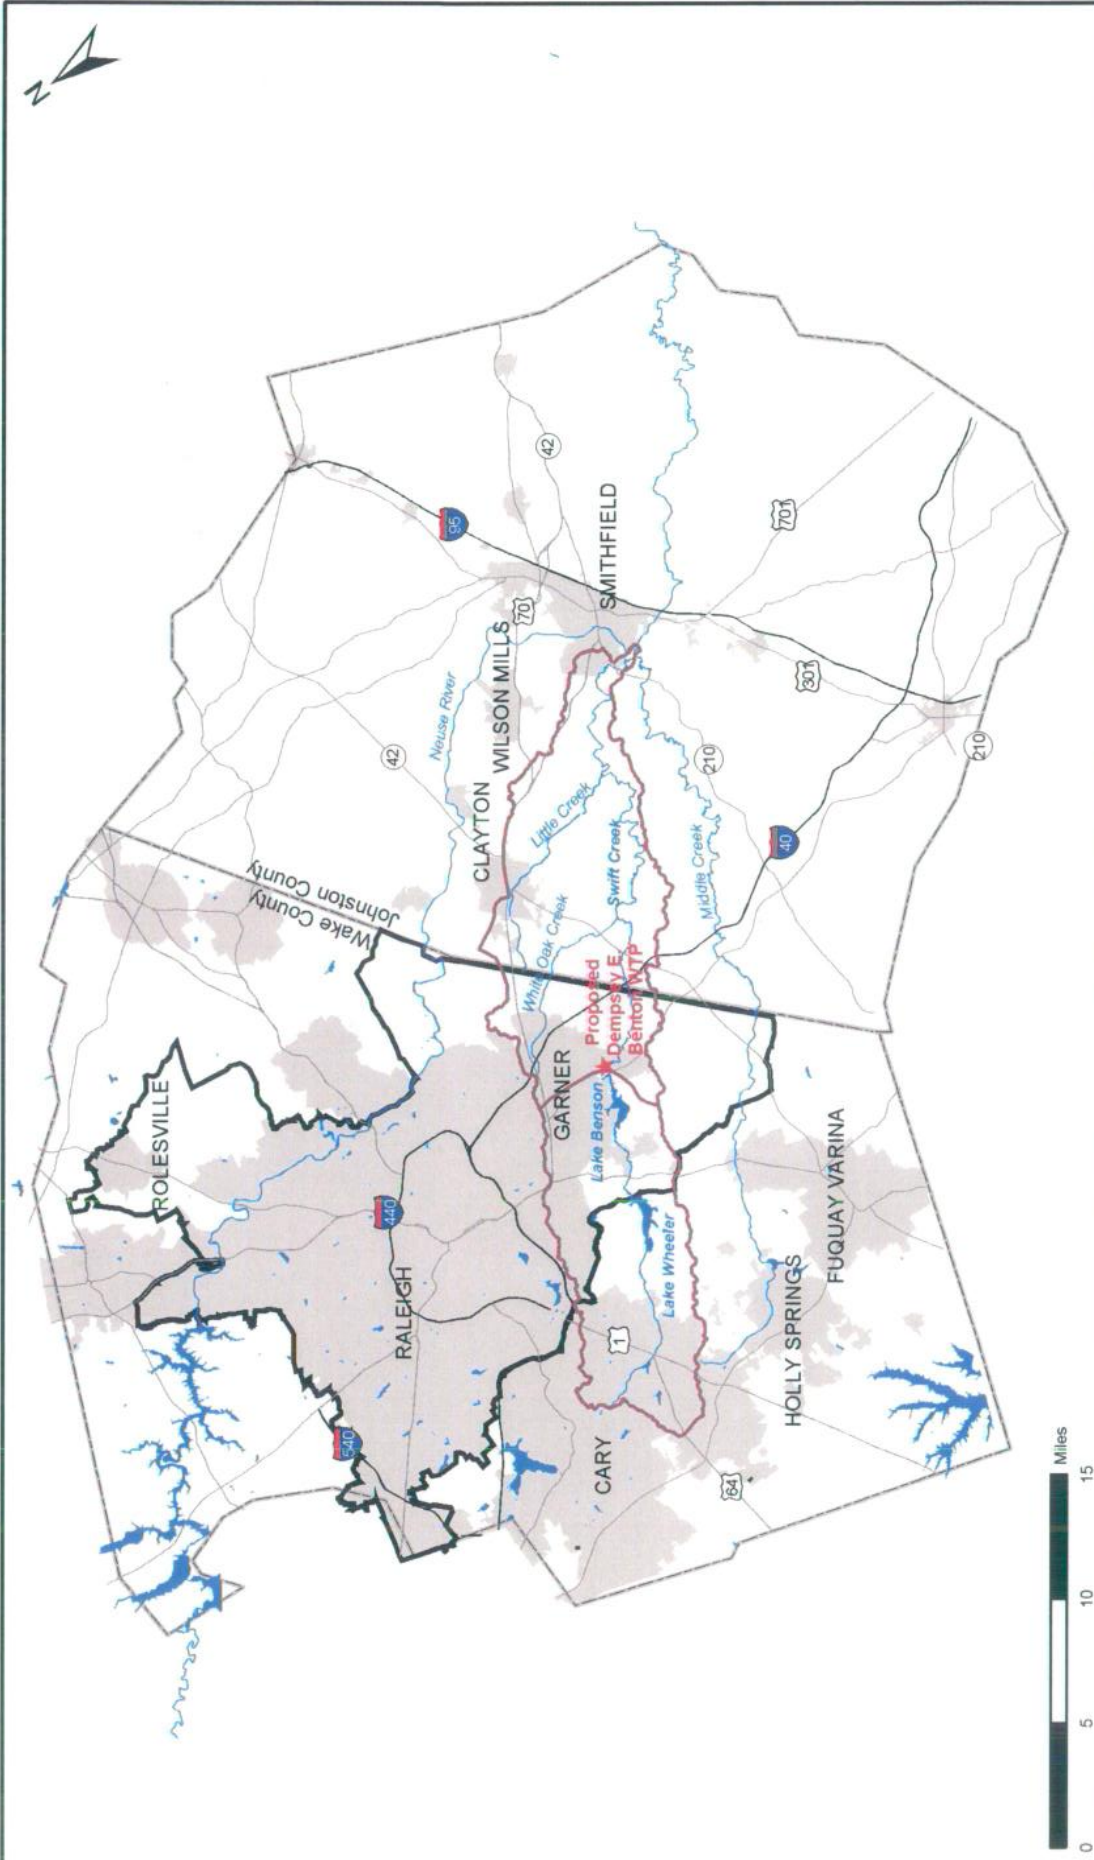 N
ROLESVILLE
Wake County
Johnston County
540
440
RALEIGH
42
95
42
Neuse River
CLAYTON
WILSON MILLS
70
SMITHFIELD
Little Creek
White Oak Creek
GARNER
Proposed
Dempsey E.
Benton WTP
Swift Creek
Lake Benson
Lake Wheeler
Middle Creek
CARY
1
64
HOLLY SPRINGS
FUQUAY VARINA
40
210
301
701
210
0 5 10 15 Miles